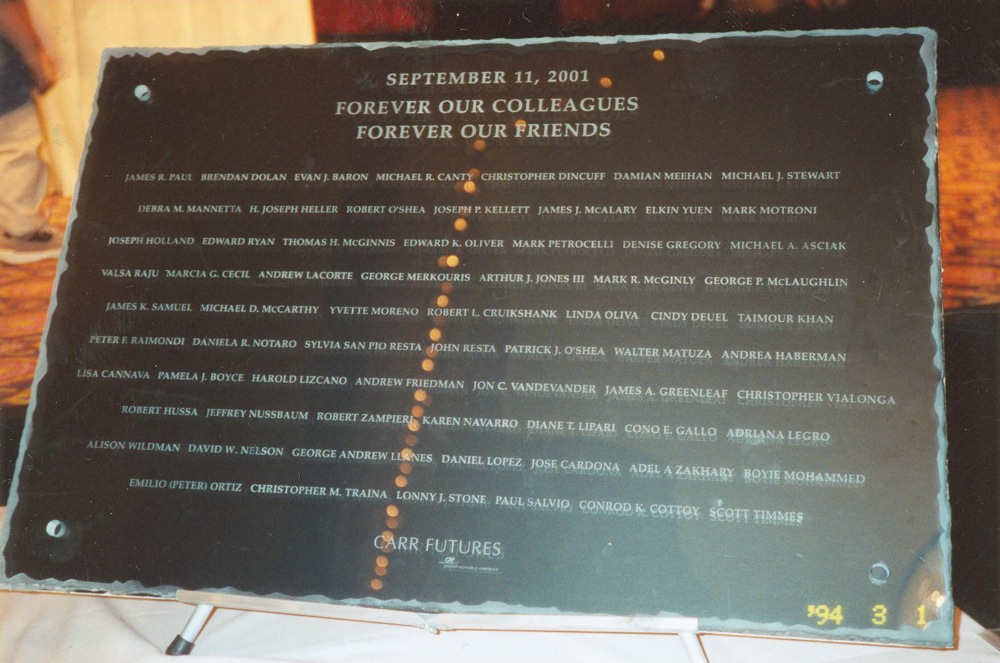 SEPTEMBER 11, 2001
FOREVER OUR COLLEAGUES
FOREVER OUR FRIENDS
JAMES R. PAUL BRENDAN DOLAN EVAN J. BARON MICHAEL R. CANTY CHRISTOPHER DINCUFF DAMIAN MEEHAN MICHAEL J. STEWART
DEBRA M. MANNETTA H. JOSEPH HELLER ROBERT O'SHEA JOSEPH P. KELLETT JAMES J. McALARY ELKIN YUEN MARK MOTRONI
JOSEPH HOLLAND EDWARD RYAN THOMAS H. McGINNIS EDWARD K. OLIVER MARK PETROCELLI DENISE GREGORY MICHAEL A. ASCIAK
VALSA RAJU MARCIA G. CECIL ANDREW LACORTE GEORGE MERKOURIS ARTHUR J. JONES III MARK R. McGINLY GEORGE P. McLAUGHLIN
JAMES K. SAMUEL MICHAEL D. McCARTHY YVETTE MORENO ROBERT L. CRUIKSHANK LINDA OLIVA CINDY DEUEL TAIMOUR KHAN
PETER F. RAIMONDI DANIELA R. NOTARO SYLVIA SAN PIO RESTA JOHN RESTA PATRICK J. O'SHEA WALTER MATUZA ANDREA HABERMAN
LISA CANNAVA PAMELA J. BOYCE HAROLD LIZCANO ANDREW FRIEDMAN JON C. VANDEVANDER JAMES A. GREENLEAF CHRISTOPHER VIALONGA
ROBERT HUSSA JEFFREY NUSSBAUM ROBERT ZAMPIERI KAREN NAVARRO DIANE T. LIPARI CONO E. GALLO ADRIANA LEGRO
ALISON WILDMAN DAVID W. NELSON GEORGE ANDREW LLANES DANIEL LOPEZ JOSE CARDONA ADEL A ZAKHARY BOYIE MOHAMMED
EMILIO (PETER) ORTIZ CHRISTOPHER M. TRAINA LONNY J. STONE PAUL SALVIO CONROD K. COTTOY SCOTT TIMMES
CARR FUTURES
'94 3 1